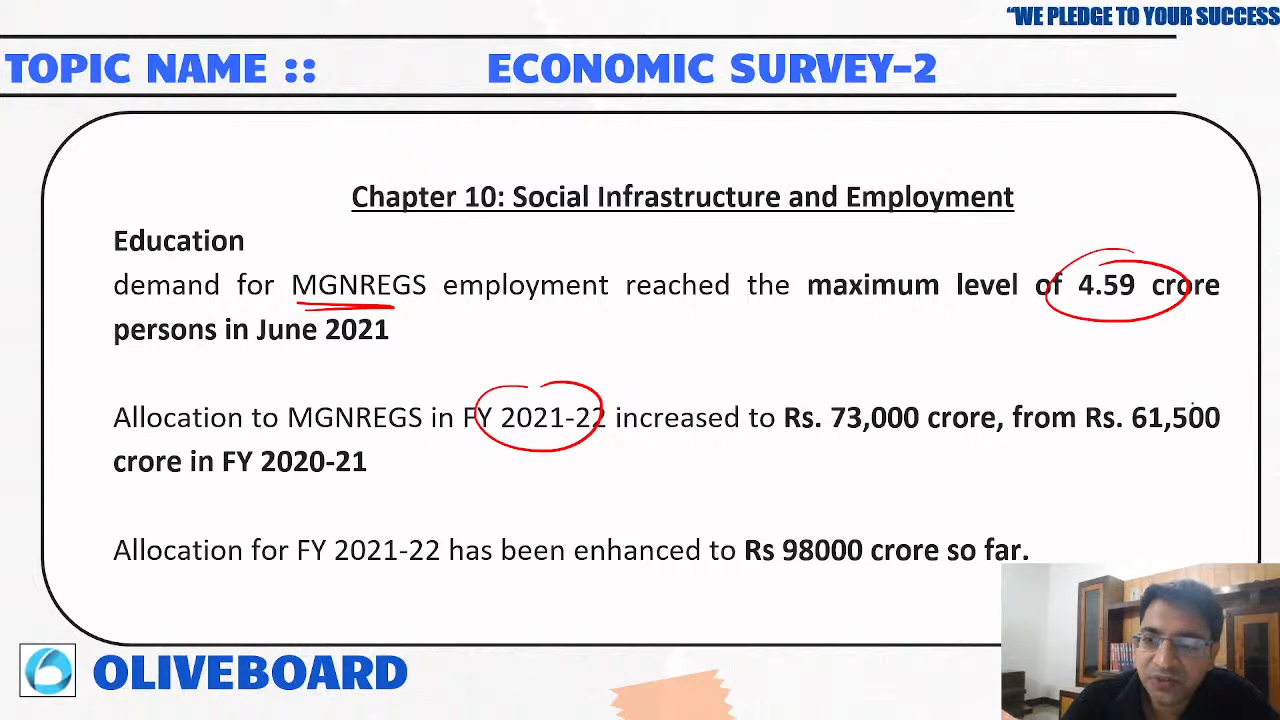 “WE PLEDGE TO YOUR SUCCESS
TOPIC NAME :: ECONOMIC SURVEY-2
Chapter 10: Social Infrastructure and Employment
Education
demand for MGNREGS employment reached the maximum level of 4.59 crore
persons in June 2021
Allocation to MGNREGS in FY 2021-22 increased to Rs. 73,000 crore, from Rs. 61,500
crore in FY 2020-21
Allocation for FY 2021-22 has been enhanced to Rs 98000 crore so far.
OLIVEBOARD